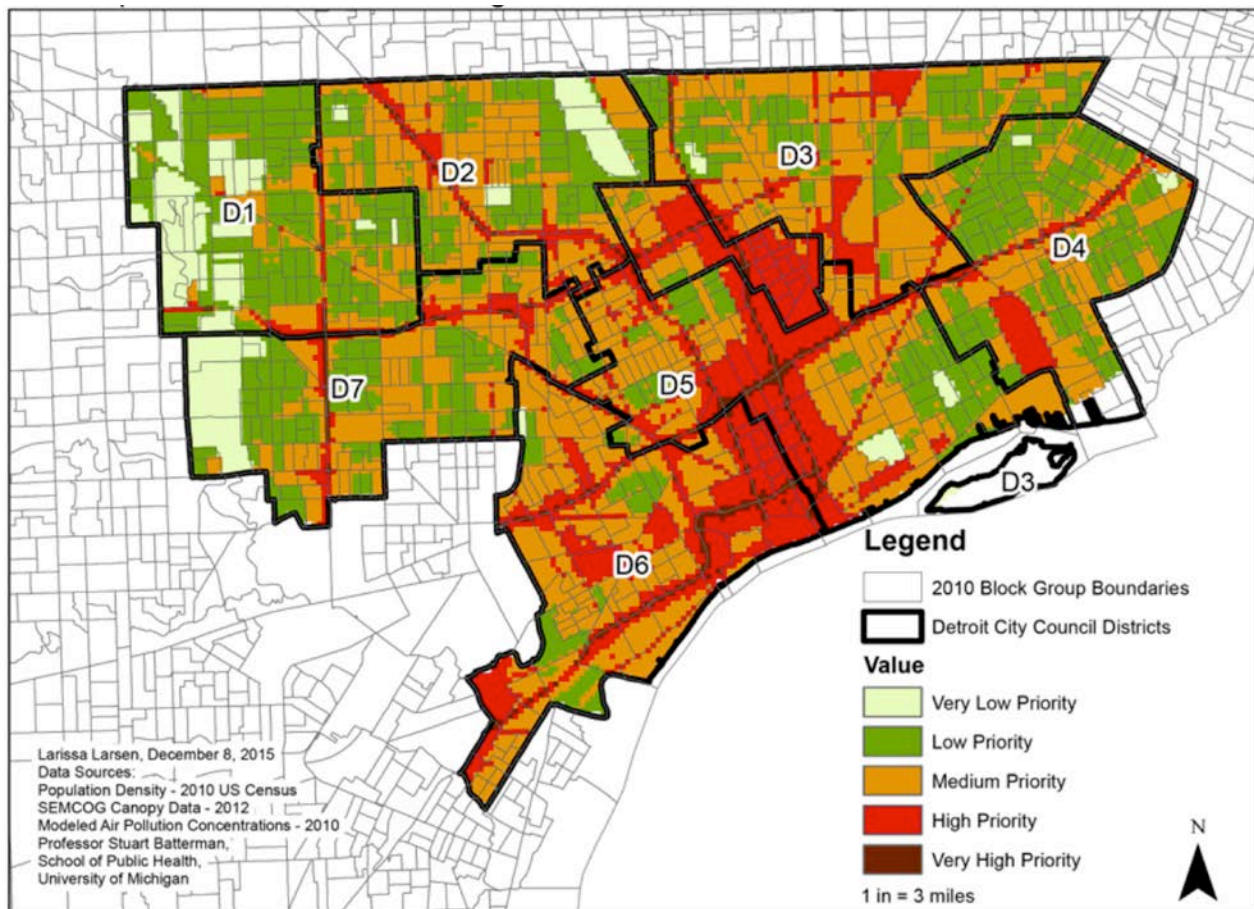 D3
D2
D1
D4
D7
D5
D3
D6
Legend
2010 Block Group Boundaries
Detroit City Council Districts
Value
Very Low Priority
Low Priority
Medium Priority
High Priority
Very High Priority
1 in = 3 miles
N
Larissa Larsen, December 8, 2015
Data Sources:
Population Density - 2010 US Census
SEMCOG Canopy Data - 2012
Modeled Air Pollution Concentrations - 2010
Professor Stuart Batterman,
School of Public Health,
University of Michigan